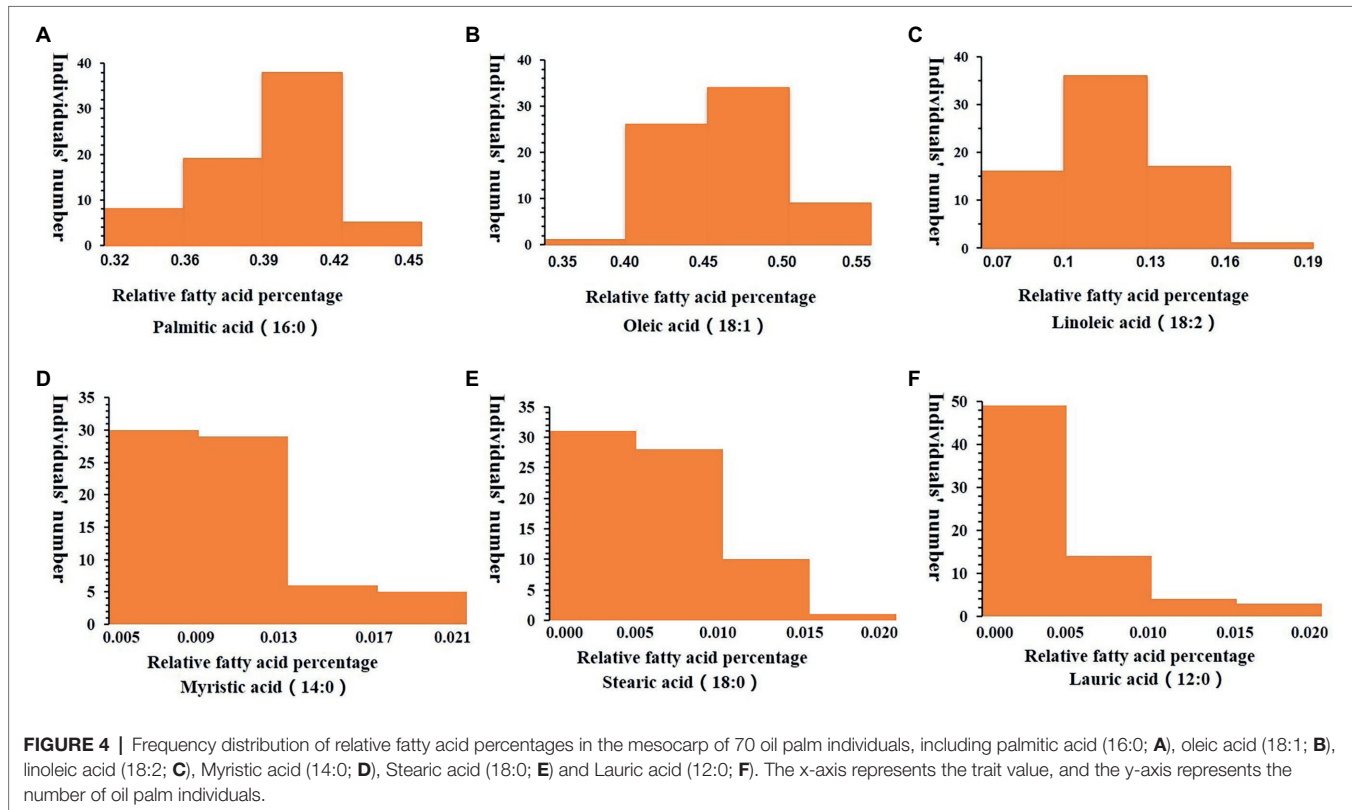 A
Individuals' number
40
30
20
10
0
0.32 0.36 0.39 0.42 0.45
Relative fatty acid percentage
Palmitic acid ( 16:0 )
B
Individuals' number
40
30
20
10
0
0.35 0.40 0.45 0.50 0.55
Relative fatty acid percentage
Oleic acid ( 18:1 )
C
Individuals' number
40
30
20
10
0
0.07 0.1 0.13 0.16 0.19
Relative fatty acid percentage
Linoleic acid ( 18:2 )
D
Individuals' number
35
30
25
20
15
10
5
0
0.005 0.009 0.013 0.017 0.021
Relative fatty acid percentage
Myristic acid ( 14:0 )
E
Individuals' number
35
30
25
20
15
10
5
0
0.000 0.005 0.010 0.015 0.020
Relative fatty acid percentage
Stearic acid ( 18:0 )
F
Individuals' number
50
40
30
20
10
0
0.000 0.005 0.010 0.015 0.020
Relative fatty acid percentage
Lauric acid ( 12:0 )
FIGURE 4 | Frequency distribution of relative fatty acid percentages in the mesocarp of 70 oil palm individuals, including palmitic acid (16:0; A), oleic acid (18:1; B),
linoleic acid (18:2; C), Myristic acid (14:0; D), Stearic acid (18:0; E) and Lauric acid (12:0; F). The x-axis represents the trait value, and the y-axis represents the
number of oil palm individuals.